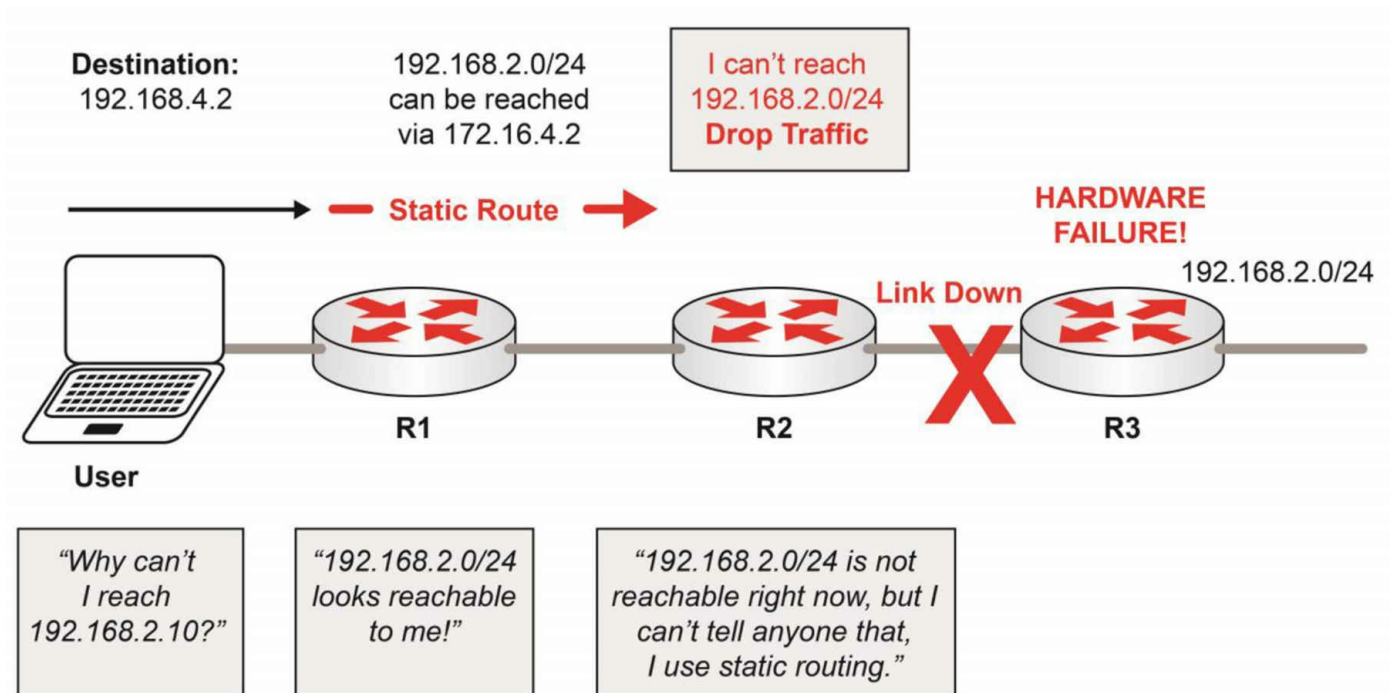 Destination:
192.168.4.2
192.168.2.0/24
can be reached
via 172.16.4.2
I can’t reach
192.168.2.0/24
Drop Traffic
Static Route
HARDWARE
FAILURE!
192.168.2.0/24
Link Down
R1
R2
R3
User
“Why can’t
I reach
192.168.2.10?”
“192.168.2.0/24
looks reachable
to me!”
“192.168.2.0/24 is not
reachable right now, but I
can’t tell anyone that,
I use static routing.”